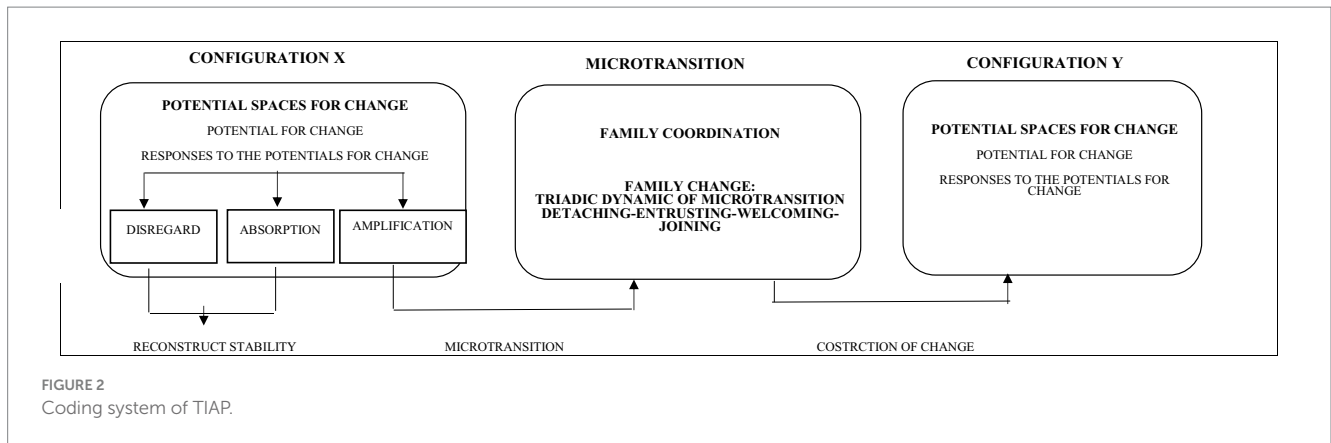 CONFIGURATION X
MICROTRANSITION
CONFIGURATION Y
POTENTIAL SPACES FOR CHANGE
POTENTIAL FOR CHANGE
RESPONSES TO THE POTENTIALS FOR CHANGE
DISREGARD
ABSORPTION
AMPLIFICATION
FAMILY COORDINATION
FAMILY CHANGE:
TRIADIC DYNAMIC OF MICROTRANSITION
DETACHING-ENTRUSTING-WELCOMING-
JOINING
POTENTIAL SPACES FOR CHANGE
POTENTIAL FOR CHANGE
RESPONSES TO THE POTENTIALS FOR
CHANGE
RECONSTRUCT STABILITY
MICROTRANSITION
COSTRCTION OF CHANGE
FIGURE 2
Coding system of TIAP.